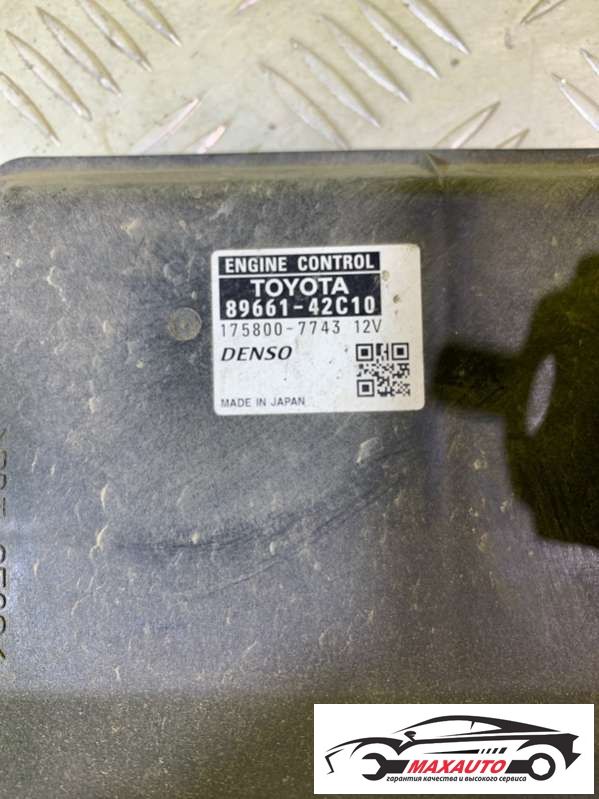 ENGINE CONTROL
TOYOTA
89661-42C10
175800-7743 12V
DENSO
MADE IN JAPAN
MAXAUTO
гарантия качества и высокого сервиса